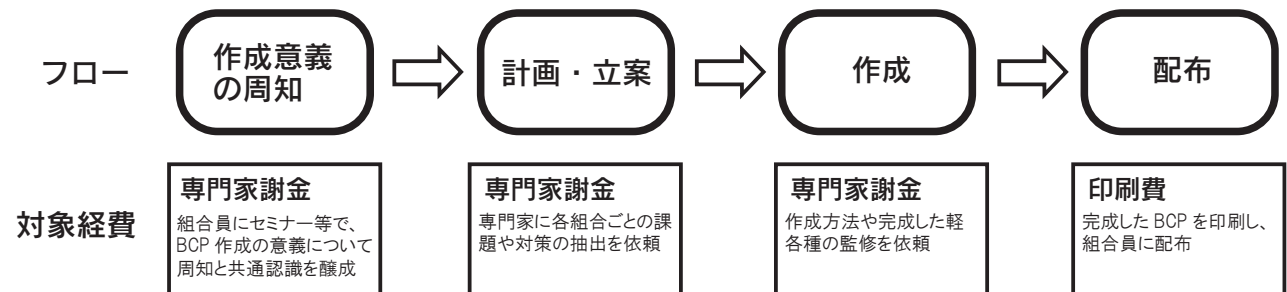 フロー
作成意義
の周知
計画・立案
作成
配布
対象経費
専門家謝金
組合員にセミナー等で、
BCP 作成の意義について
周知と共通認識を醸成
専門家謝金
専門家に各組合ごとの課
題や対策の抽出を依頼
専門家謝金
作成方法や完成した軽
各種の監修を依頼
印刷費
完成した BCP を印刷し、
組合員に配布